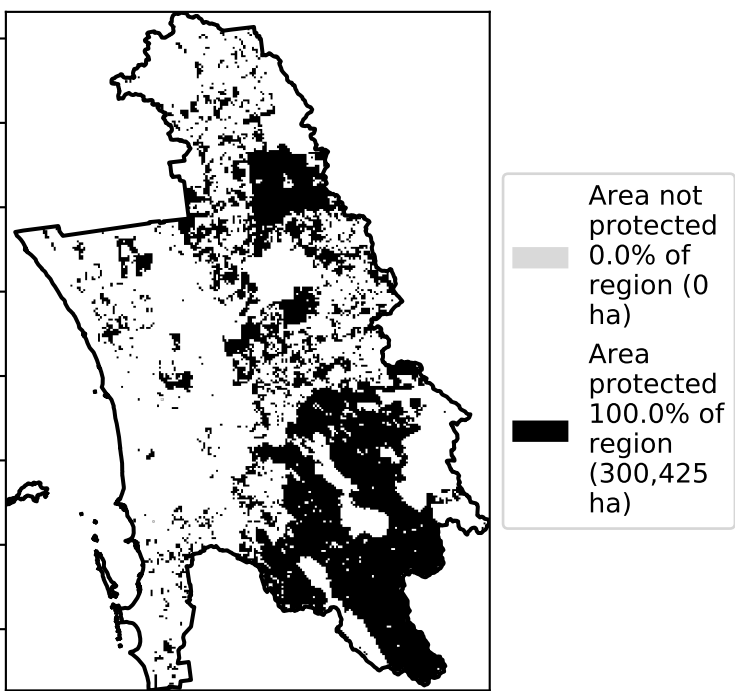 Area not
protected
0.0% of
region (0
ha)
Area
protected
100.0% of
region
(300,425
ha)